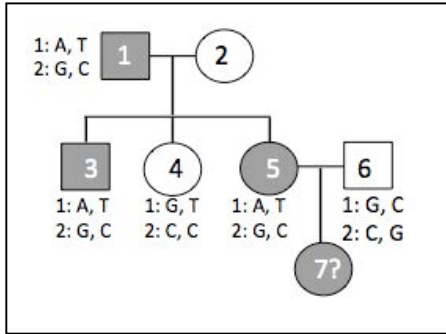 1: A, T
2: G, C
1
2
3
4
5
6
1: A, T
2: G, C
1: G, T
2: C, C
1: A, T
2: G, C
1: G, C
2: C, G
7?